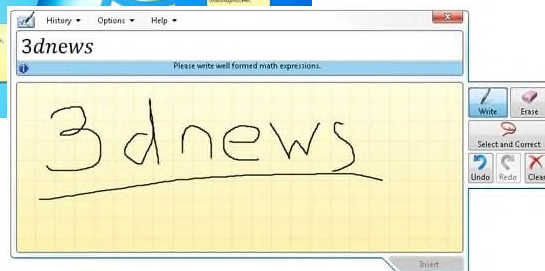 History Options Help
3dnews
Please write well formed math expressions.
3dnews
Write Erase
Select and Correct
Undo Redo Clear
Insert